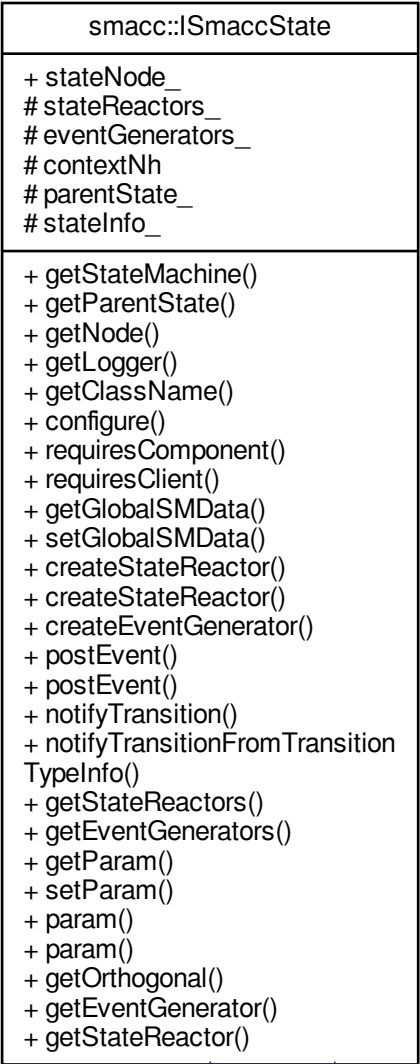 smacc::ISmaccState
+ stateNode_
# stateReactors_
# eventGenerators_
# contextNh
# parentState_
# stateInfo_
+ getStateMachine()
+ getParentState()
+ getNode()
+ getLogger()
+ getClassName()
+ configure()
+ requiresComponent()
+ requiresClient()
+ getGlobalSMData()
+ setGlobalSMData()
+ createStateReactor()
+ createStateReactor()
+ createEventGenerator()
+ postEvent()
+ postEvent()
+ notifyTransition()
+ notifyTransitionFromTransition
TypeInfo()
+ getStateReactors()
+ getEventGenerators()
+ getParam()
+ setParam()
+ param()
+ param()
+ getOrthogonal()
+ getEventGenerator()
+ getStateReactor()